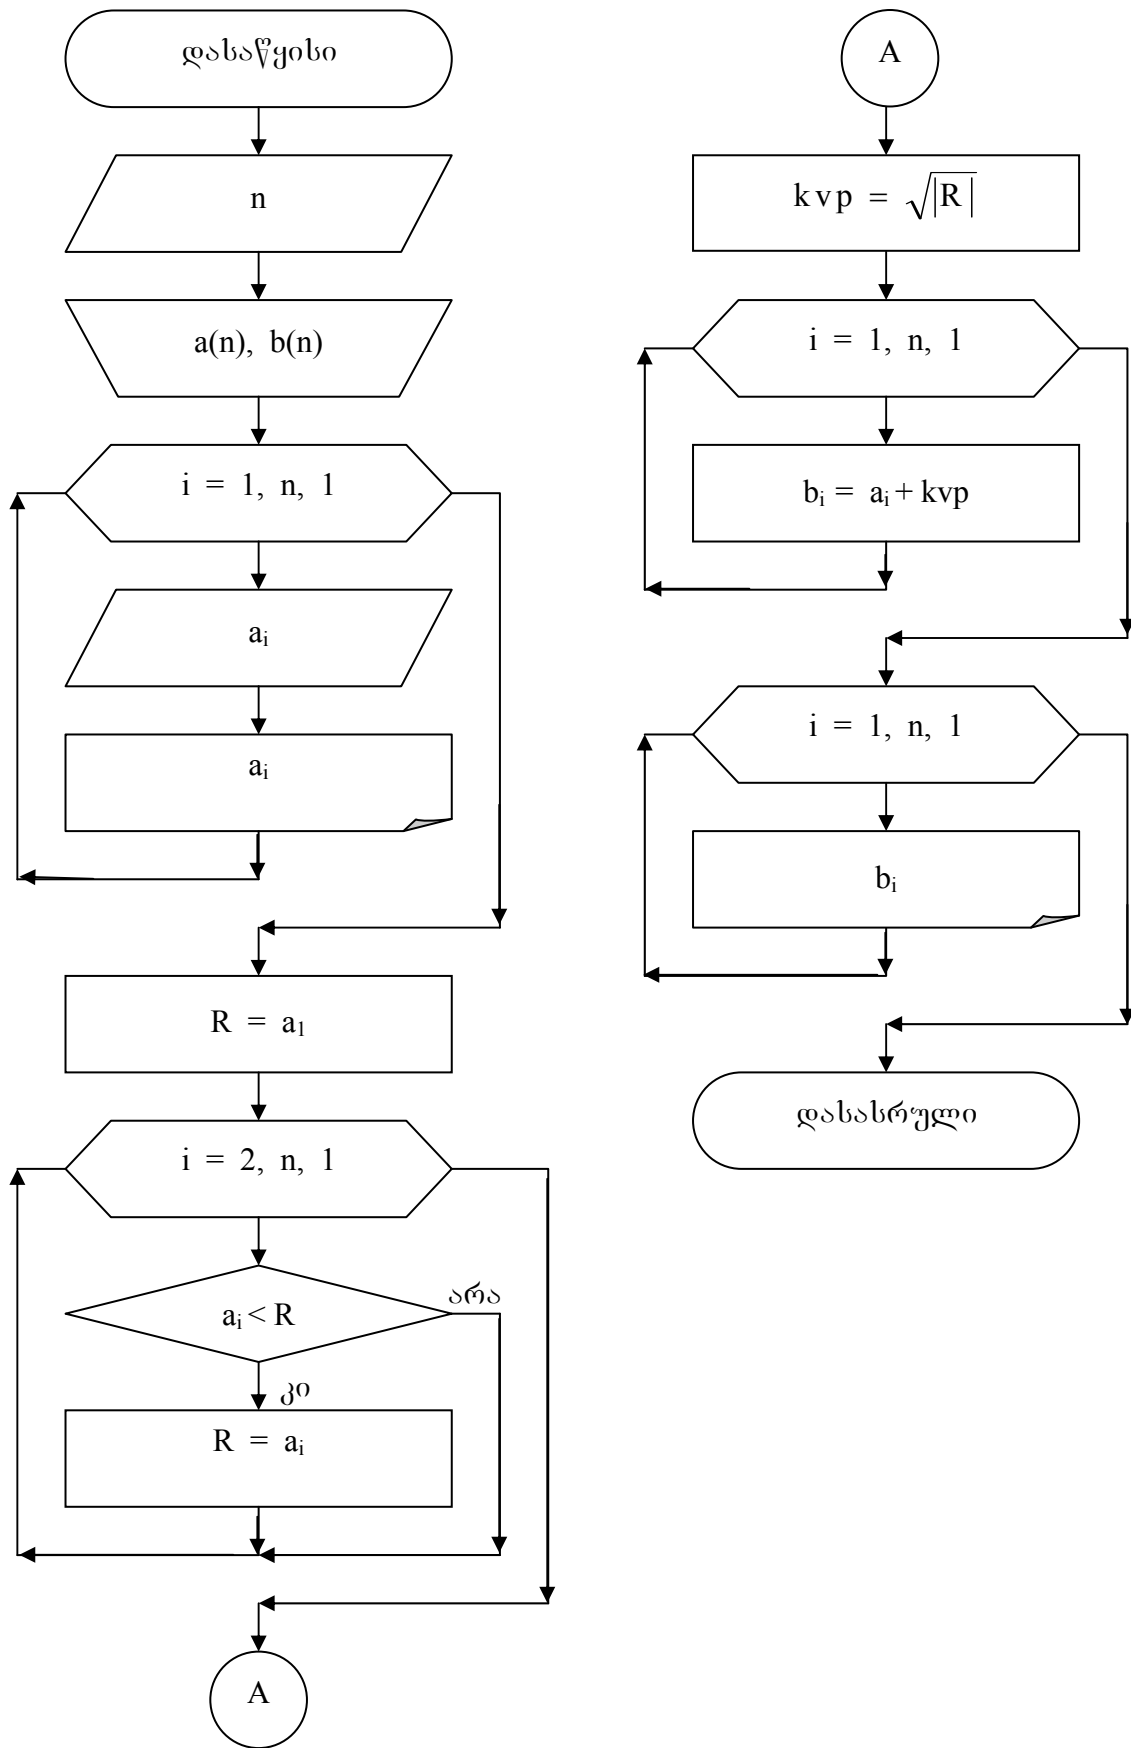 დასაწყისი
n
a(n), b(n)
i = 1, n, 1
aᵢ
aᵢ
R = a₁
i = 2, n, 1
aᵢ < R
არა
კი
R = aᵢ
A
A
kvp = √|R|
i = 1, n, 1
bᵢ = aᵢ + kvp
i = 1, n, 1
bᵢ
დასასრული